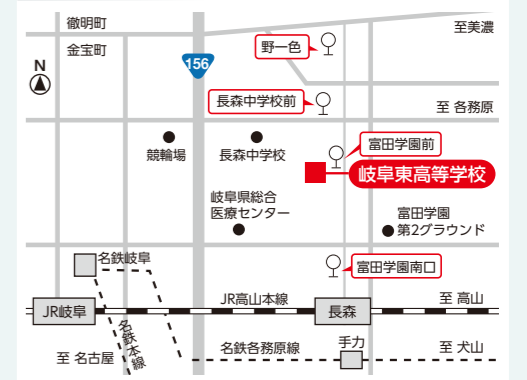 徹明町
至美濃
金宝町
野一色
N
156
長森中学校前
至 各務原
競輪場
長森中学校
富田学園前
岐阜東高等学校
岐阜県総合
医療センター
富田学園
第2グラウンド
名鉄岐阜
富田学園南口
JR高山本線
至 高山
JR岐阜
長森
名鉄本線
名鉄各務原線
手力
至 犬山
至 名古屋